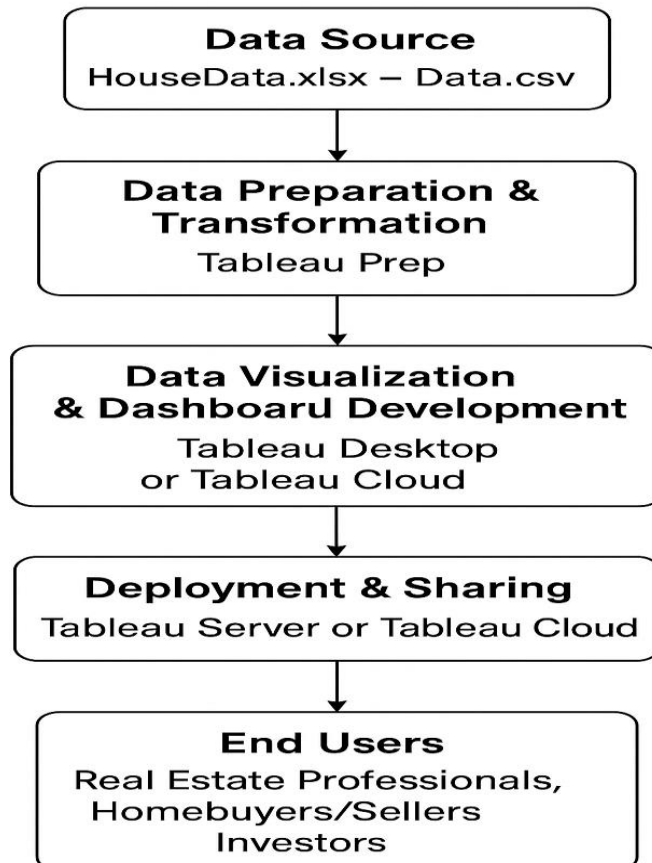 Data Source
HouseData.xlsx – Data.csv
Data Preparation &
Transformation
Tableau Prep
Data Visualization
& Dashboard Development
Tableau Desktop
or Tableau Cloud
Deployment & Sharing
Tableau Server or Tableau Cloud
End Users
Real Estate Professionals,
Homebuyers/Sellers
Investors